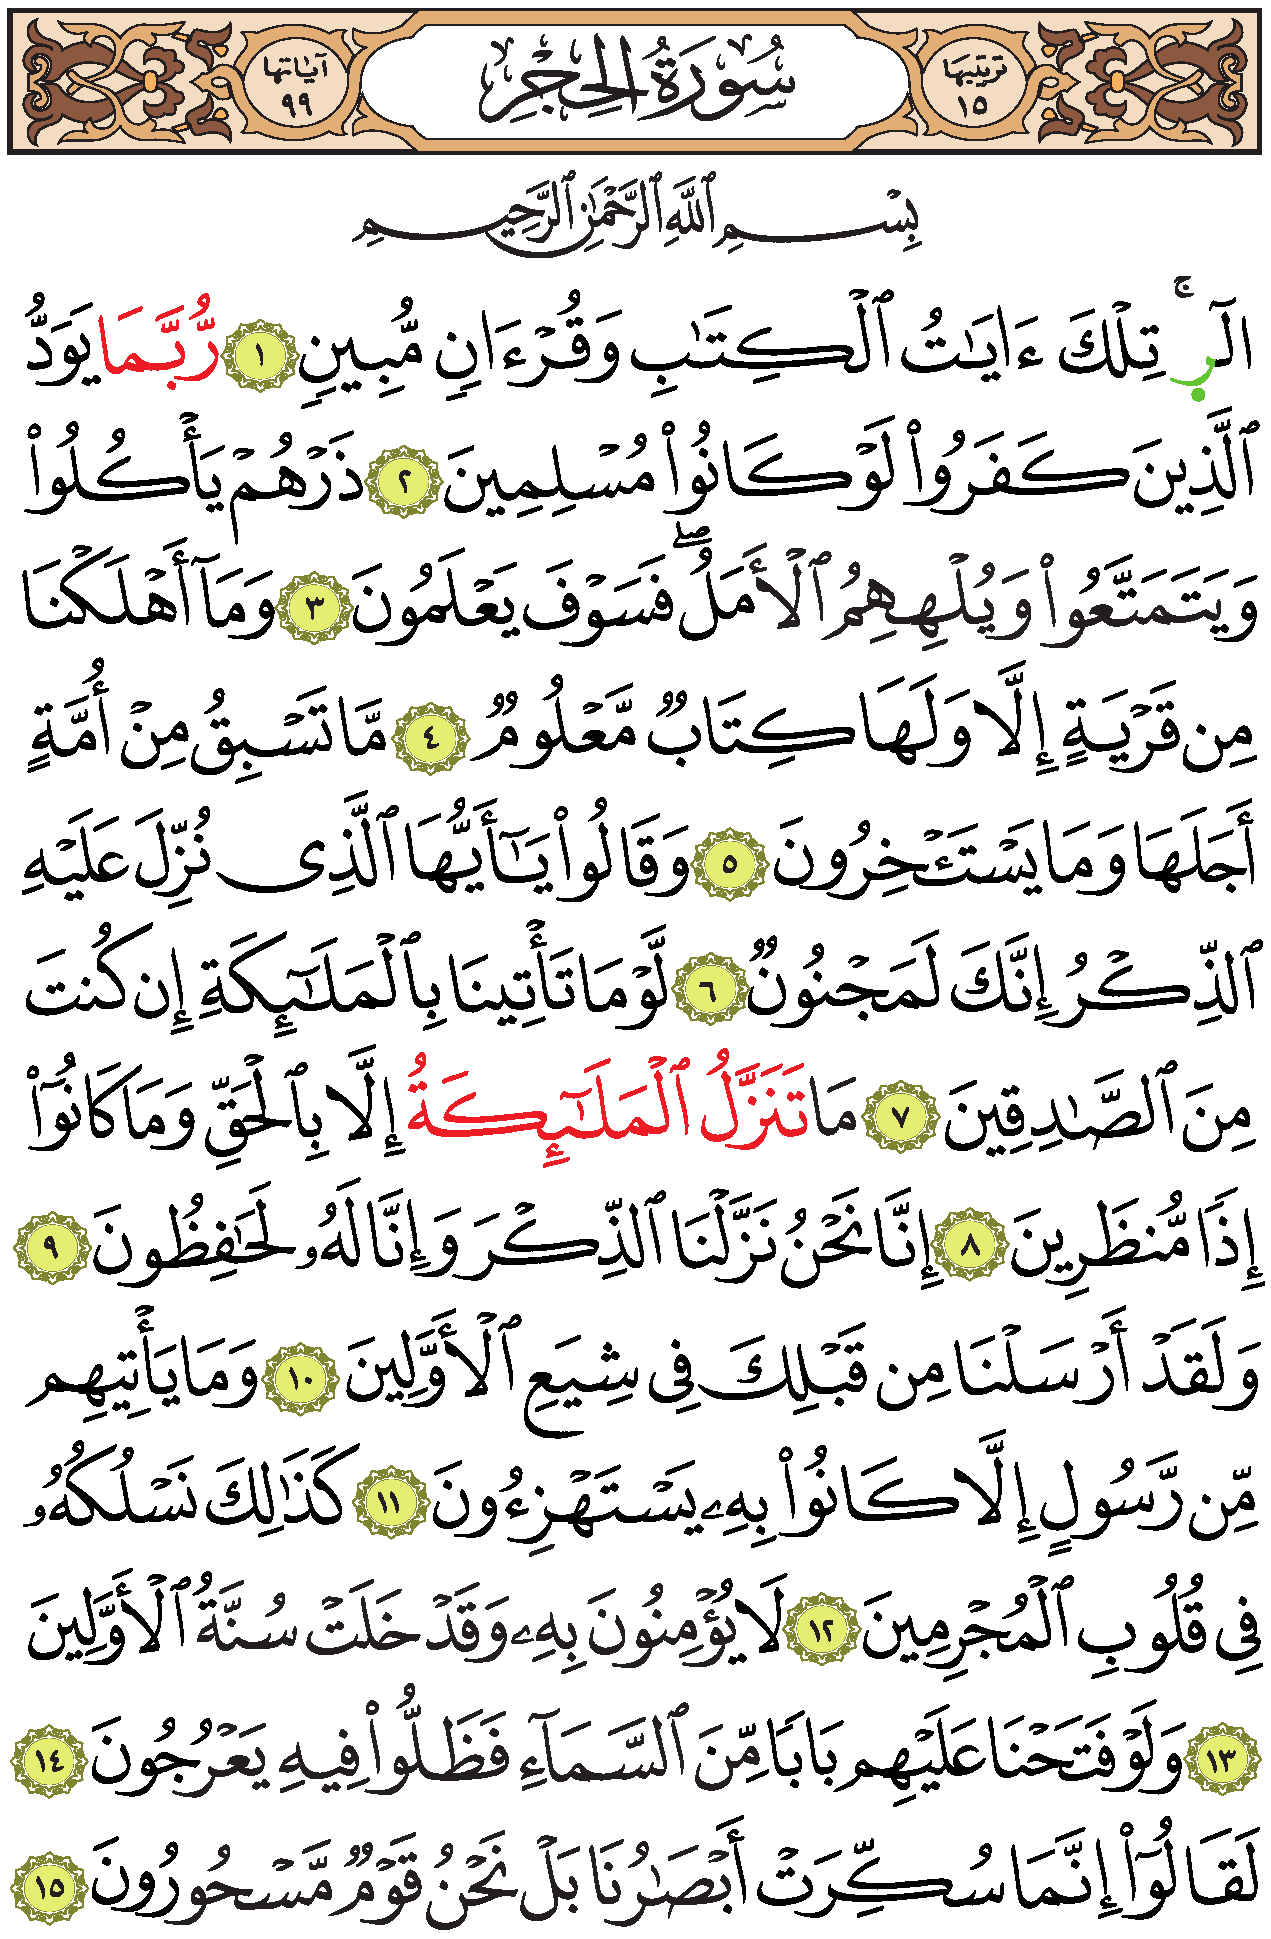 ترتيبها ١٥ سُورَةُ الحِجْرِ آياتها ٩٩
بِسْمِ ٱللَّهِ ٱلرَّحْمَٰنِ ٱلرَّحِيمِ
الٓرۚ تِلْكَ ءَايَٰتُ ٱلْكِتَٰبِ وَقُرْءَانٍ مُّبِينٍ ١ رُّبَّمَا يَوَدُّ
ٱلَّذِينَ كَفَرُوا۟ لَوْ كَانُوا۟ مُسْلِمِينَ ٢ ذَرْهُمْ يَأْكُلُوا۟
وَيَتَمَتَّعُوا۟ وَيُلْهِهِمُ ٱلْأَمَلُۖ فَسَوْفَ يَعْلَمُونَ ٣ وَمَآ أَهْلَكْنَا
مِن قَرْيَةٍ إِلَّا وَلَهَا كِتَابٌ مَّعْلُومٌ ٤ مَّا تَسْبِقُ مِنْ أُمَّةٍ
أَجَلَهَا وَمَا يَسْتَـْٔخِرُونَ ٥ وَقَالُوا۟ يَٰٓأَيُّهَا ٱلَّذِى نُزِّلَ عَلَيْهِ
ٱلذِّكْرُ إِنَّكَ لَمَجْنُونٌ ٦ لَّوْ مَا تَأْتِينَا بِٱلْمَلَٰٓئِكَةِ إِن كُنتَ
مِنَ ٱلصَّٰدِقِينَ ٧ مَا تَنَزَّلُ ٱلْمَلَٰٓئِكَةُ إِلَّا بِٱلْحَقِّ وَمَا كَانُوٓا۟
إِذًا مُّنظَرِينَ ٨ إِنَّا نَحْنُ نَزَّلْنَا ٱلذِّكْرَ وَإِنَّا لَهُۥ لَحَٰفِظُونَ ٩
وَلَقَدْ أَرْسَلْنَا مِن قَبْلِكَ فِى شِيَعِ ٱلْأَوَّلِينَ ١٠ وَمَا يَأْتِيهِم
مِّن رَّسُولٍ إِلَّا كَانُوا۟ بِهِۦ يَسْتَهْزِءُونَ ١١ كَذَٰلِكَ نَسْلُكُهُۥ
فِى قُلُوبِ ٱلْمُجْرِمِينَ ١٢ لَا يُؤْمِنُونَ بِهِۦ وَقَدْ خَلَتْ سُنَّةُ ٱلْأَوَّلِينَ
١٣ وَلَوْ فَتَحْنَا عَلَيْهِم بَابًا مِّنَ ٱلسَّمَآءِ فَظَلُّوا۟ فِيهِ يَعْرُجُونَ ١٤
لَقَالُوٓا۟ إِنَّمَا سُكِّرَتْ أَبْصَٰرُنَا بَلْ نَحْنُ قَوْمٌ مَّسْحُورُونَ ١٥